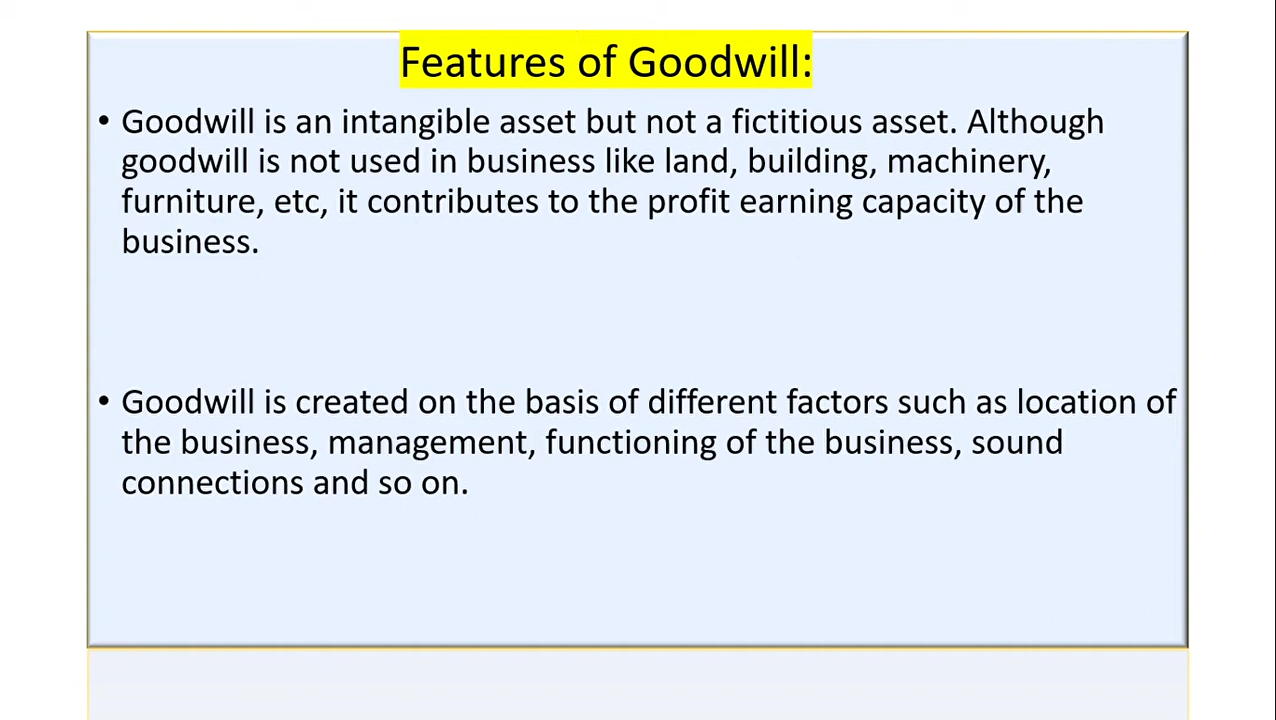 Features of Goodwill:
• Goodwill is an intangible asset but not a fictitious asset. Although
goodwill is not used in business like land, building, machinery,
furniture, etc, it contributes to the profit earning capacity of the
business.
• Goodwill is created on the basis of different factors such as location of
the business, management, functioning of the business, sound
connections and so on.